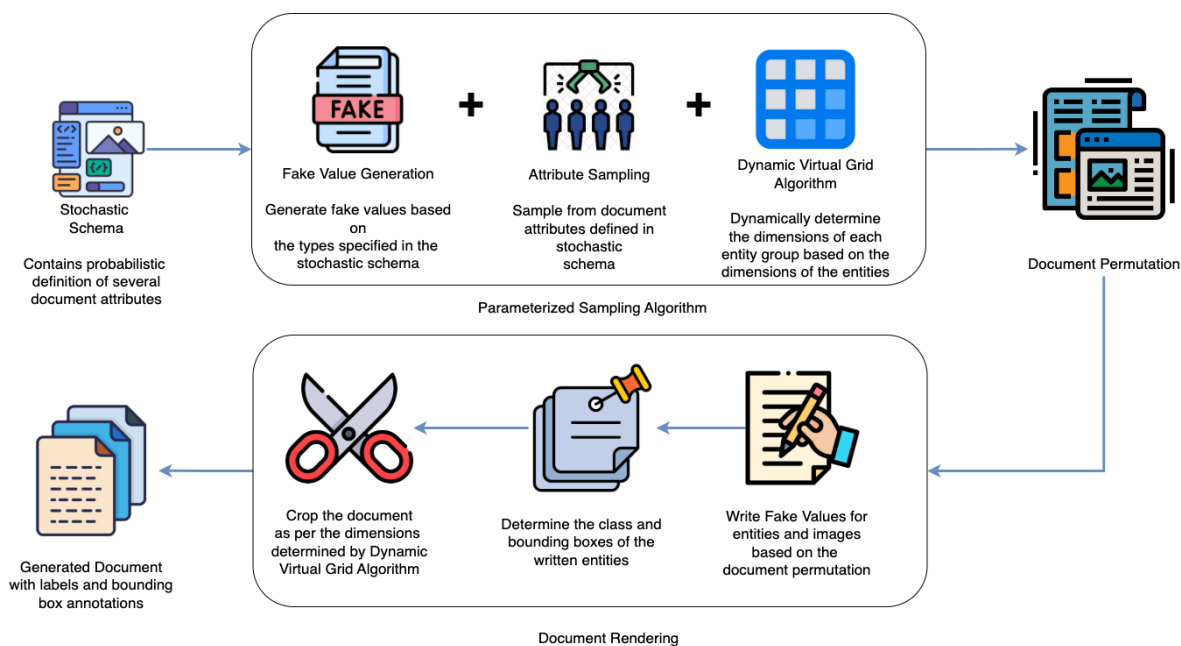 FAKE
Fake Value Generation
Generate fake values based
on
the types specified in the
stochastic schema
+
Attribute Sampling
Sample from document
attributes defined in
stochastic
schema
+
Dynamic Virtual Grid
Algorithm
Dynamically determine
the dimensions of each
entity group based on the
dimensions of the entities
Stochastic
Schema
Contains probabilistic
definition of several
document attributes
Document Permutation
Parameterized Sampling Algorithm
Write Fake Values for
entities and images
based on the
document permutation
Determine the class and
bounding boxes of the
written entities
Crop the document
as per the dimensions
determined by Dynamic
Virtual Grid Algorithm
Generated Document
with labels and bounding
box annotations
Document Rendering